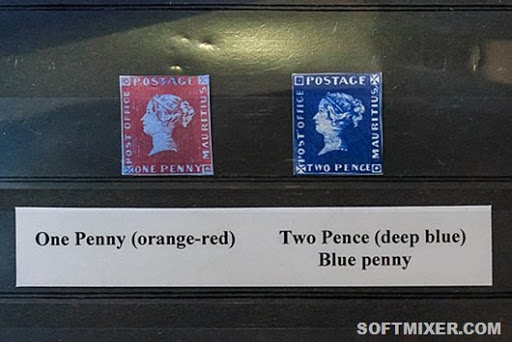 POSTAGE
POST OFFICE
MAURITIUS
ONE PENNY
POSTAGE
POST OFFICE
MAURITIUS
TWO PENCE
One Penny (orange-red)
Two Pence (deep blue)
Blue penny
SOFTMIXER.COM